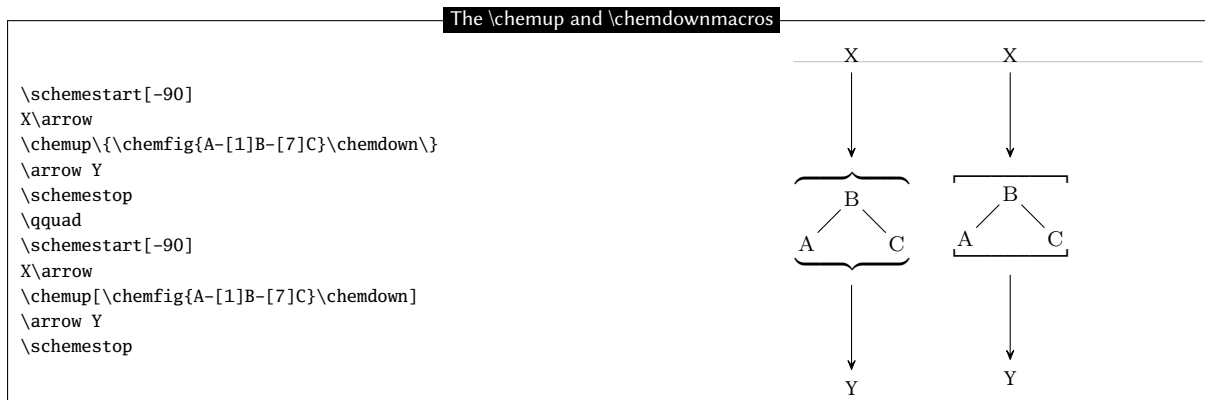 The \chemup and \chemdownmacros
\schemestart[-90]
X\arrow
\chemup\{\chemfig{A-[1]B-[7]C}\chemdown\}
\arrow Y
\schemestop
\qquad
\schemestart[-90]
X\arrow
\chemup[\chemfig{A-[1]B-[7]C}\chemdown]
\arrow Y
\schemestop
X X
B B
A C A C
Y Y